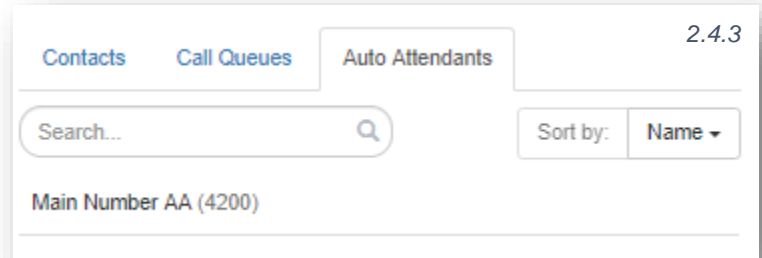 2.4.3
Contacts Call Queues Auto Attendants
Search... Sort by: Name
Main Number AA (4200)